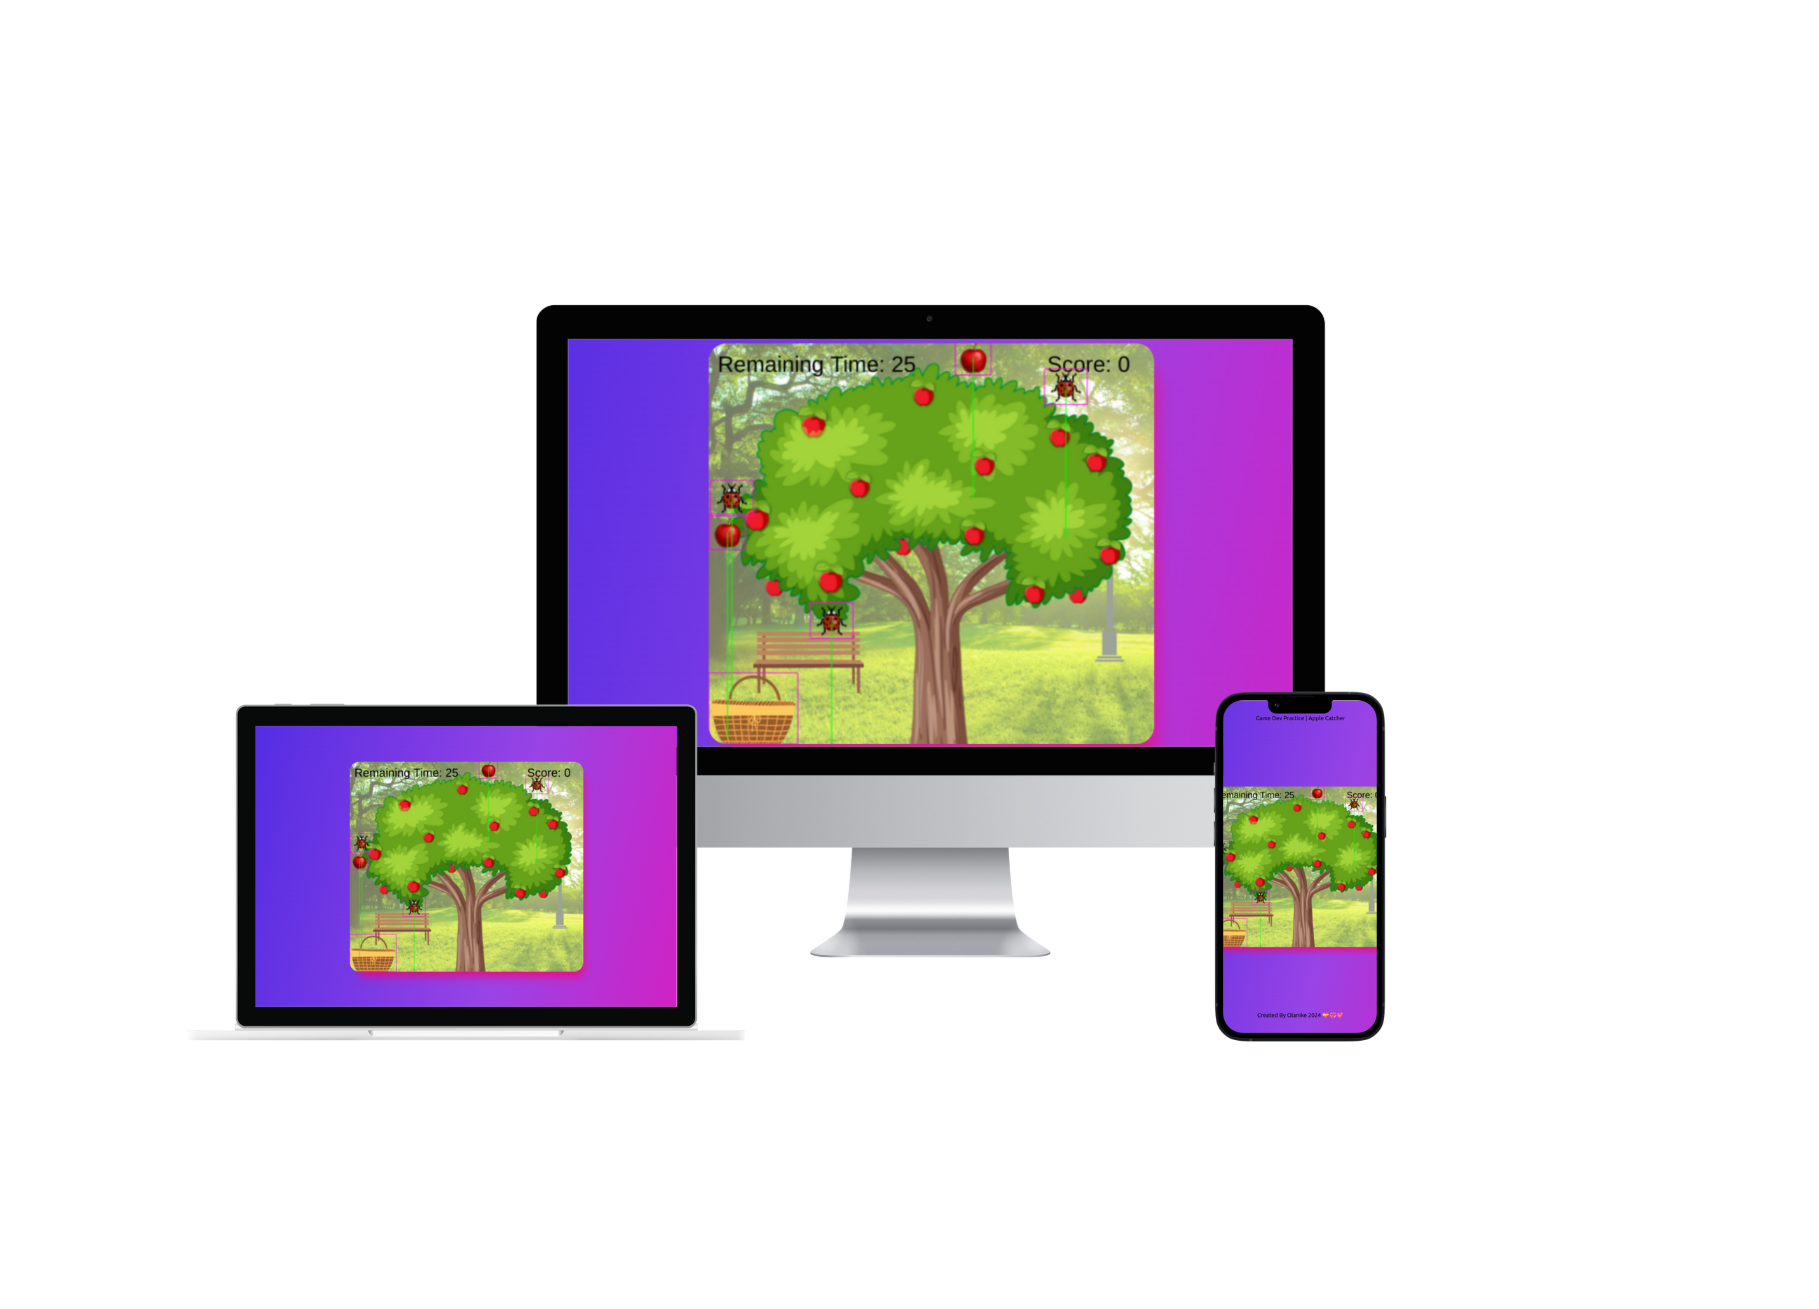 Remaining Time: 25 Score: 0
Remaining Time: 25 Score: 0
Game Dev Practice | Apple Catcher
emaining Time: 25 Score: 0
Created By Olanike 2024